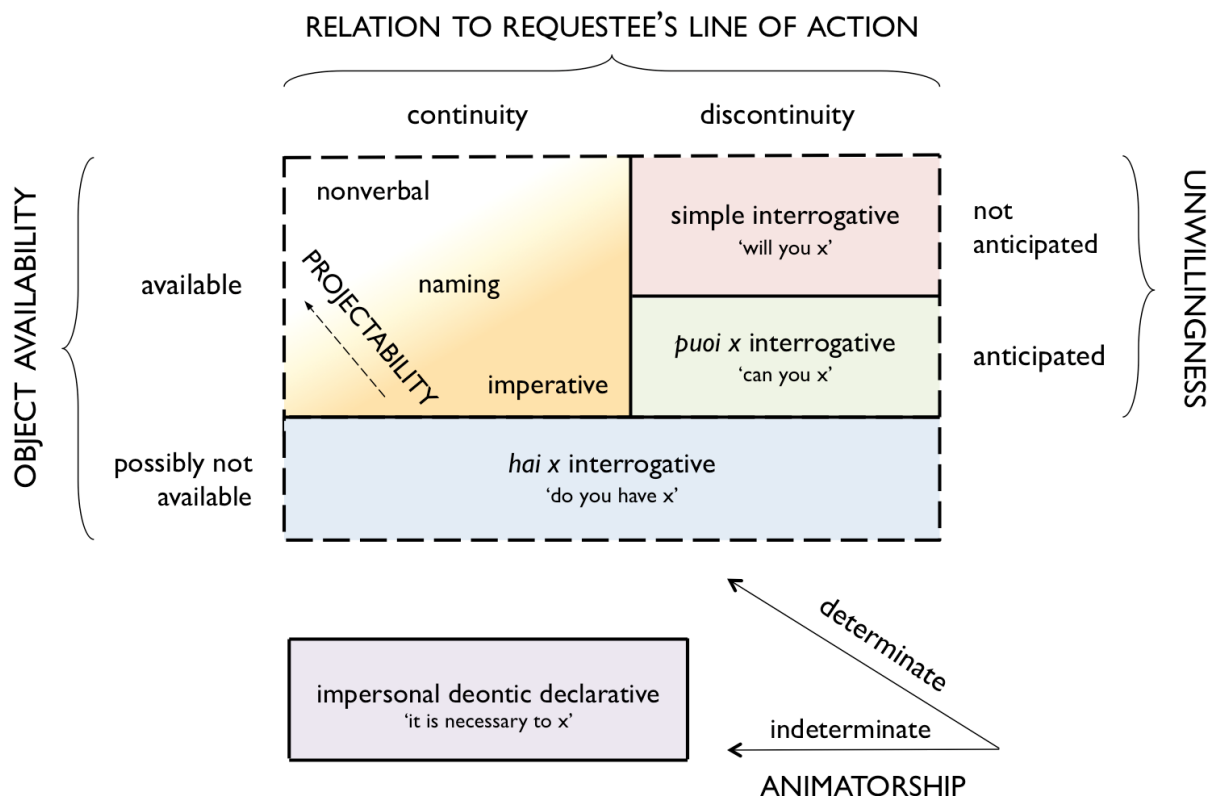 RELATION TO REQUESTEE'S LINE OF ACTION
continuity
discontinuity
OBJECT AVAILABILITY
UNWILLINGNESS
available
possibly not
available
nonverbal
naming
imperative
PROJECTABILITY
simple interrogative
'will you x'
not
anticipated
puoi x interrogative
'can you x'
anticipated
hai x interrogative
'do you have x'
impersonal deontic declarative
'it is necessary to x'
determinate
indeterminate
ANIMATORSHIP